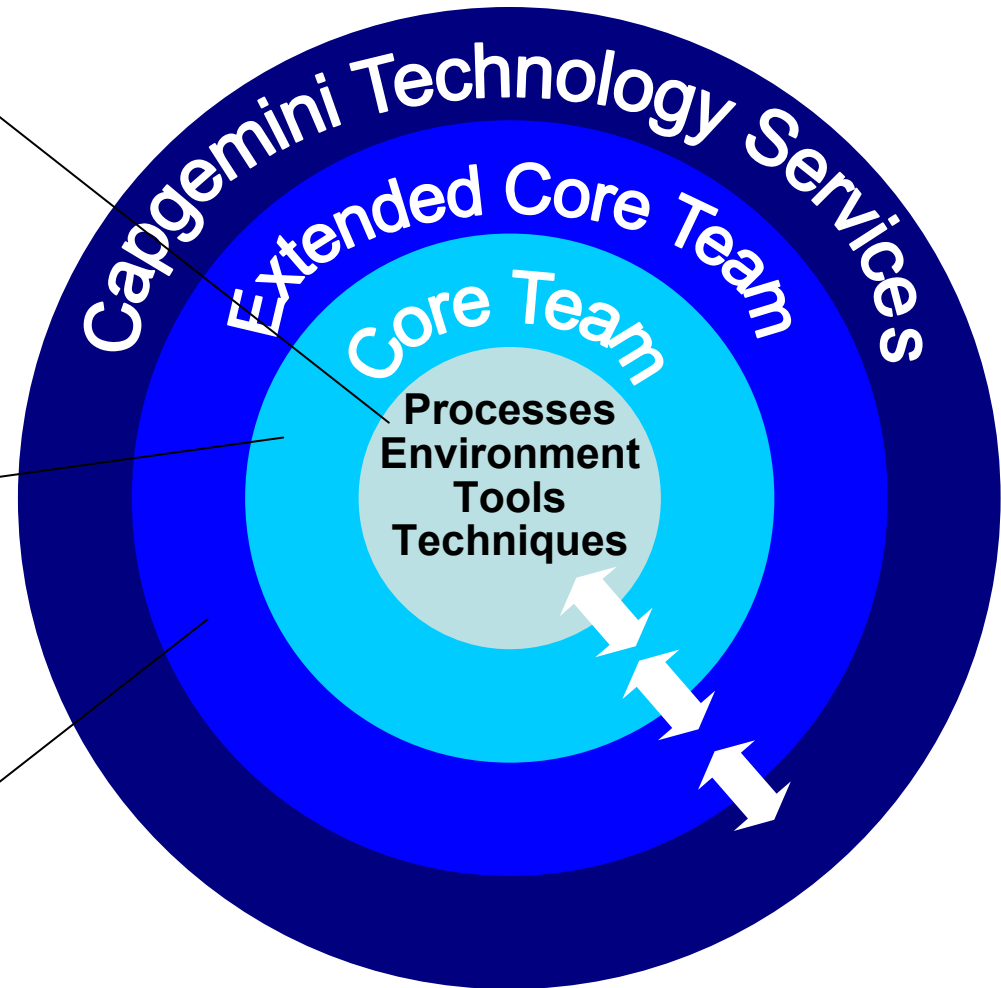 Capgemini Technology Services
Extended Core Team
Core Team
Processes
Environment
Tools
Techniques